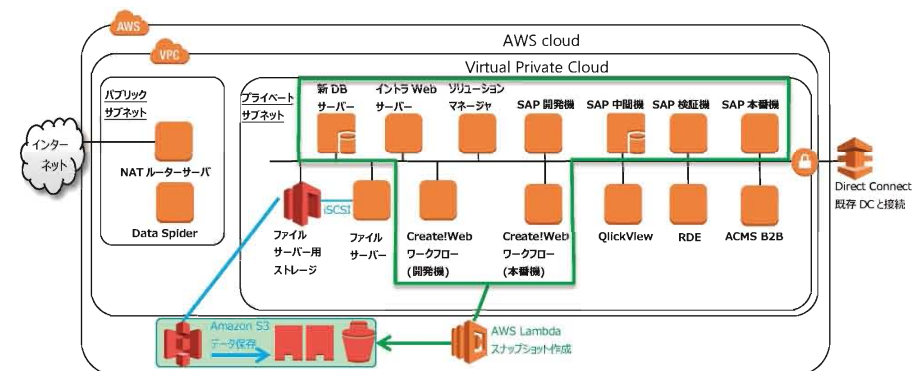 AWS
AWS cloud
VPC
Virtual Private Cloud
パブリック
サブネット
プライベート
サブネット
新 DB
サーバー
イントラ Web
サーバー
ソリューション
マネージャ
SAP 開発機
SAP 中間機
SAP 検証機
SAP 本番機
インター
ネット
NAT ルーターサーバ
Data Spider
iSCSI
ファイル
サーバー用
ストレージ
ファイル
サーバー
Create!Web
ワークフロー
(開発機)
Create!Web
ワークフロー
(本番機)
QlickView
RDE
ACMS B2B
Direct Connect
既存 DCと接続
Amazon S3
データ保存
AWS Lambda
スナップショット作成